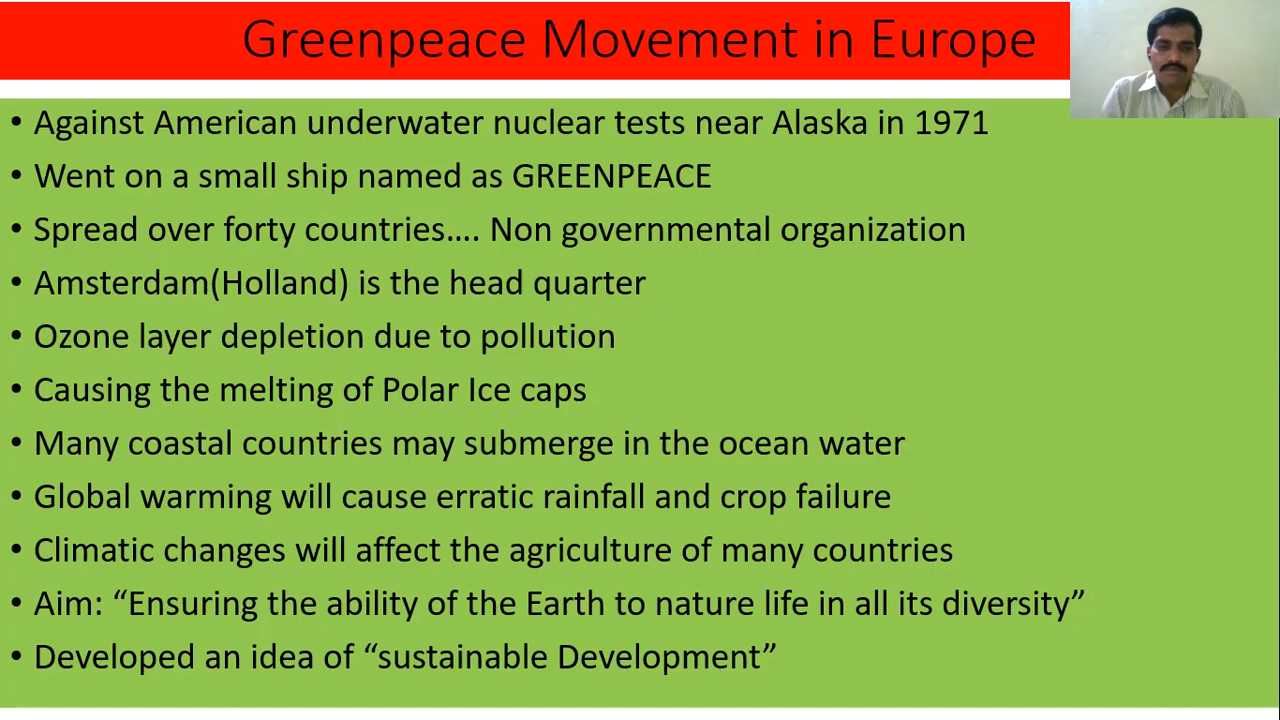 Greenpeace Movement in Europe
• Against American underwater nuclear tests near Alaska in 1971
• Went on a small ship named as GREENPEACE
• Spread over forty countries.... Non governmental organization
• Amsterdam(Holland) is the head quarter
• Ozone layer depletion due to pollution
• Causing the melting of Polar Ice caps
• Many coastal countries may submerge in the ocean water
• Global warming will cause erratic rainfall and crop failure
• Climatic changes will affect the agriculture of many countries
• Aim: “Ensuring the ability of the Earth to nature life in all its diversity”
• Developed an idea of “sustainable Development”